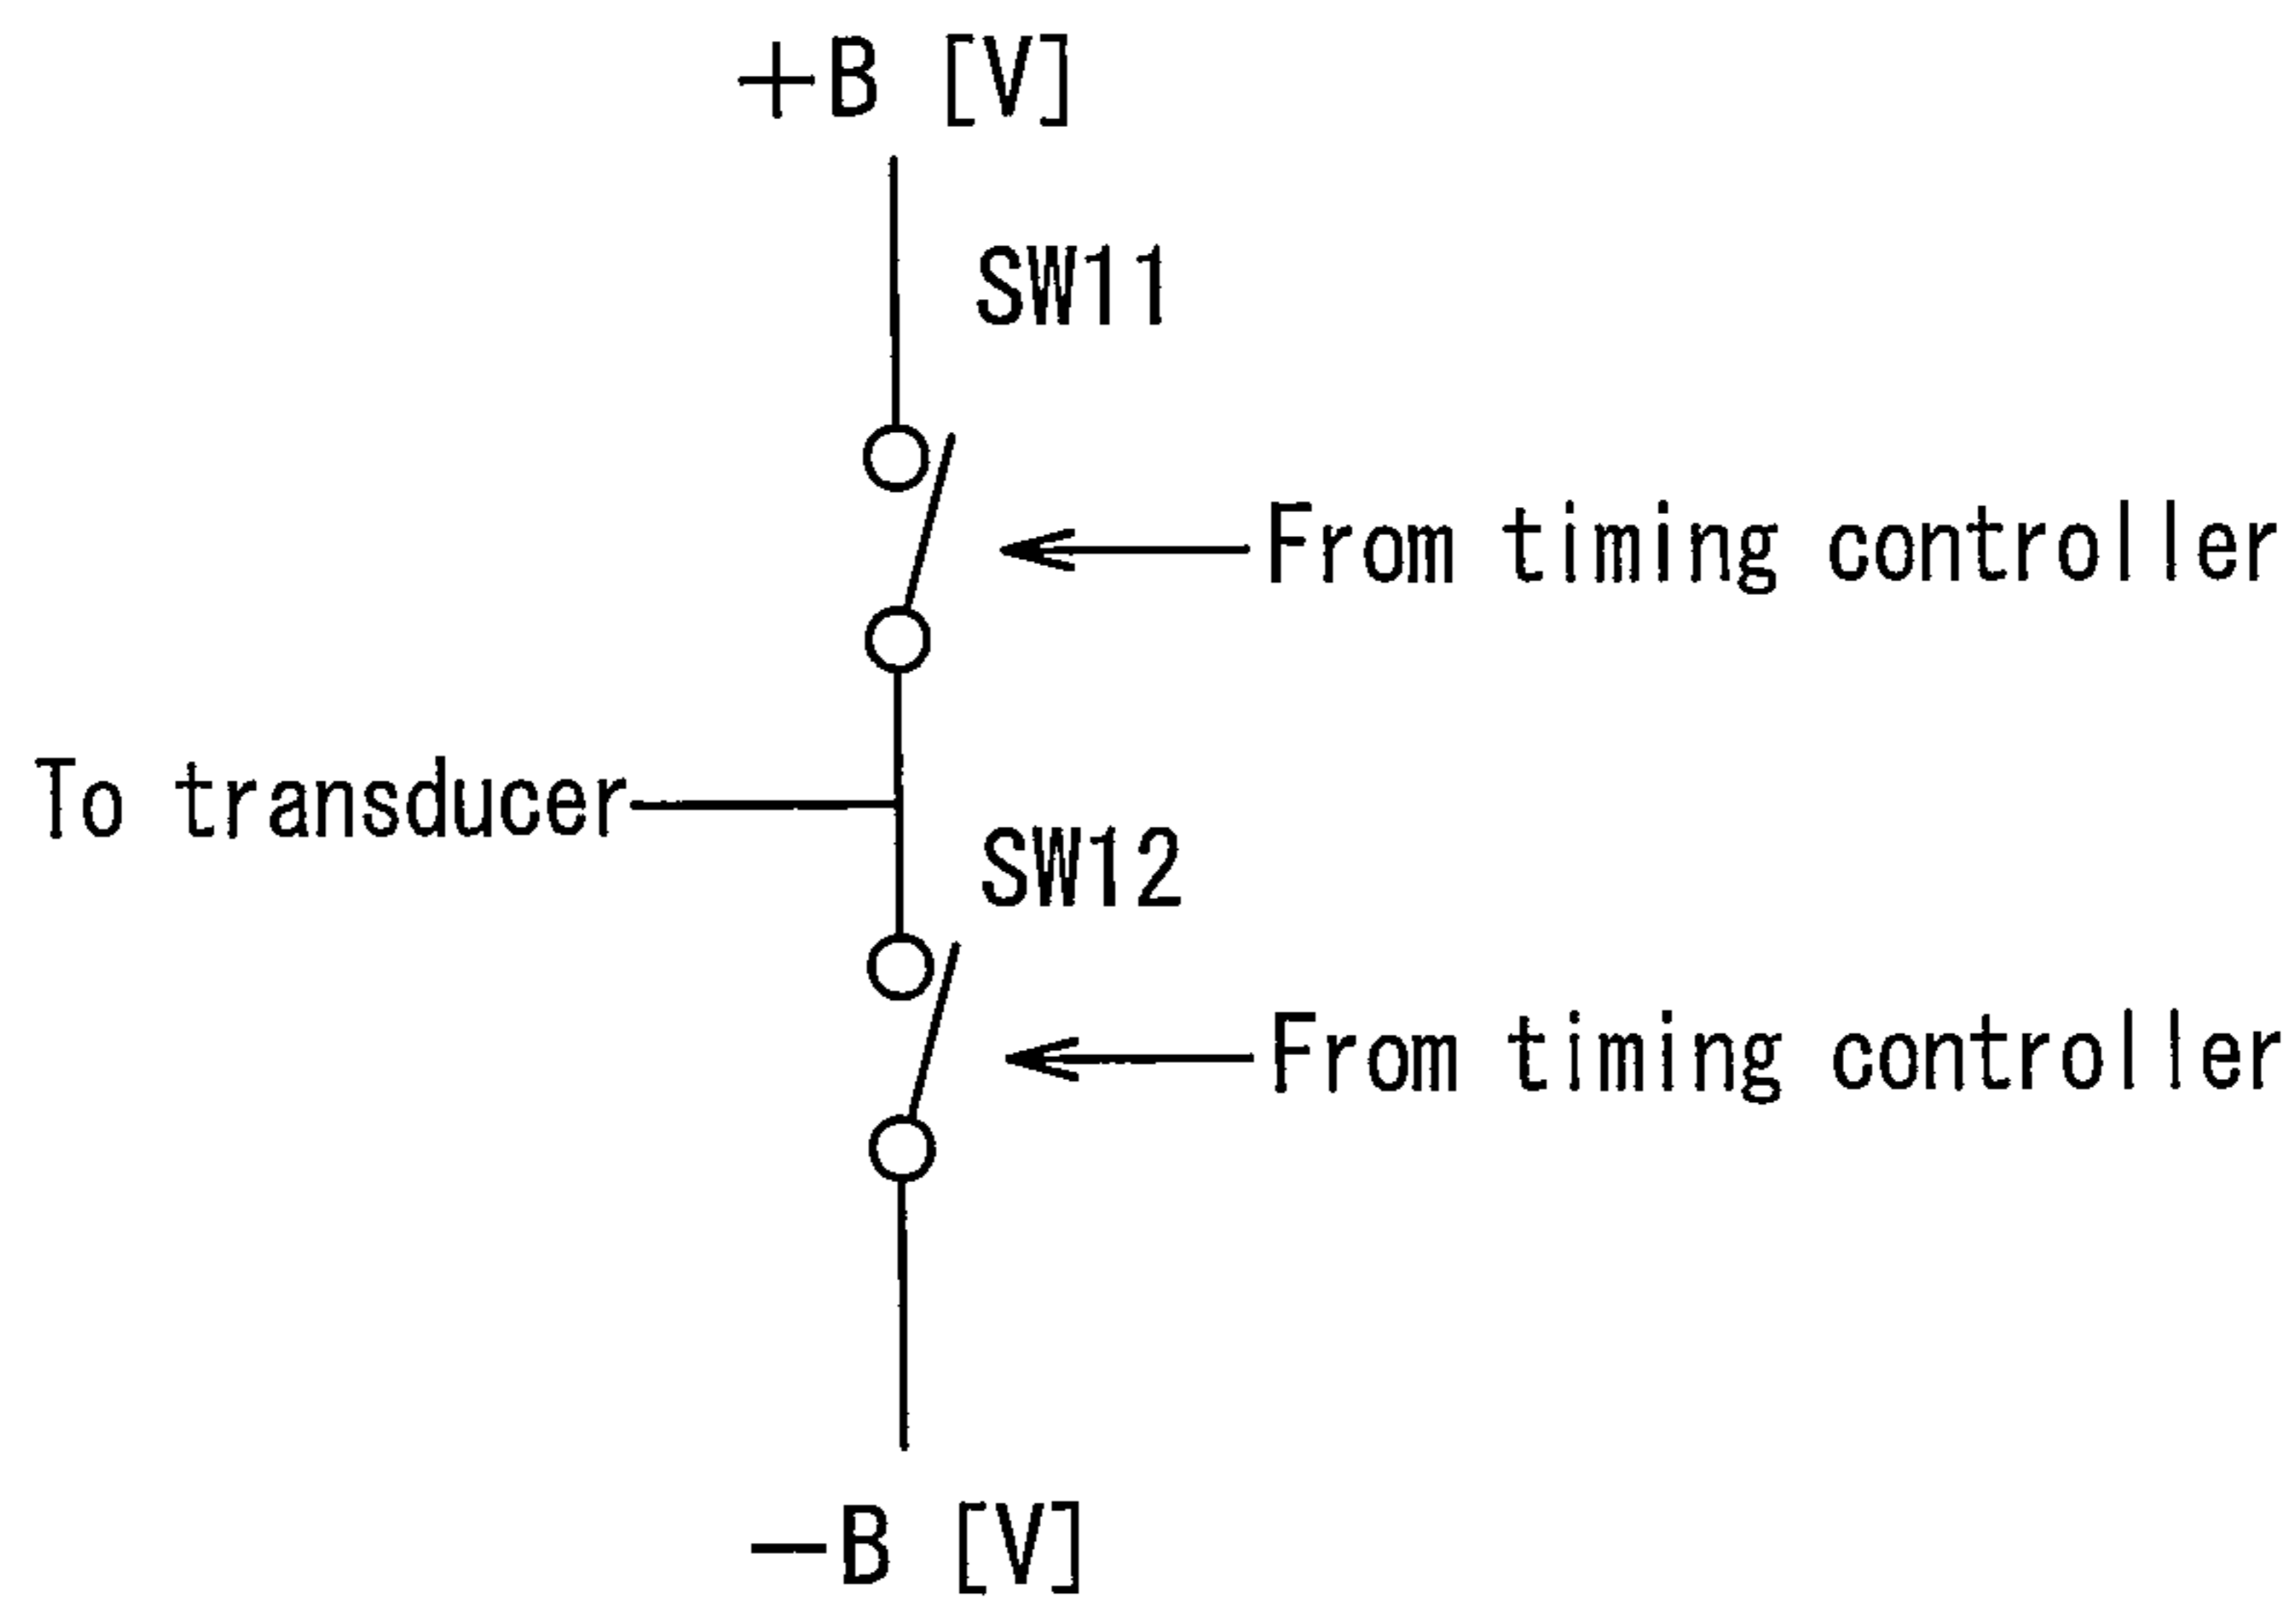 +B [V]
SW11
From timing controller
To transducer
SW12
From timing controller
−B [V]